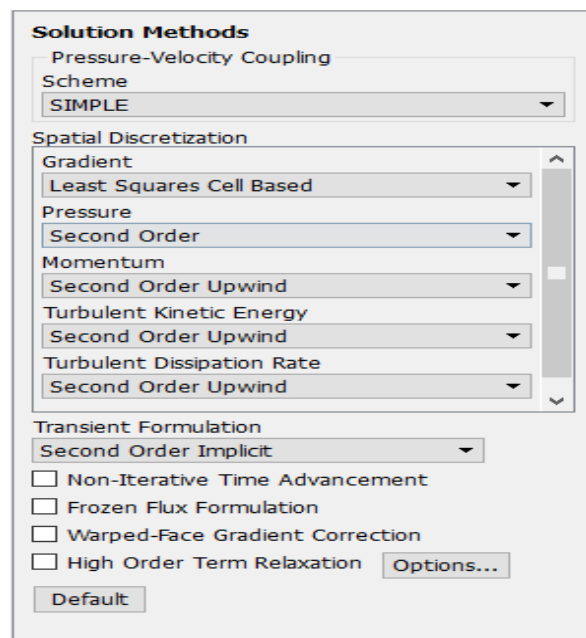 Solution Methods
Pressure-Velocity Coupling
Scheme
SIMPLE
Spatial Discretization
Gradient
Least Squares Cell Based
Pressure
Second Order
Momentum
Second Order Upwind
Turbulent Kinetic Energy
Second Order Upwind
Turbulent Dissipation Rate
Second Order Upwind
Transient Formulation
Second Order Implicit
Non-Iterative Time Advancement
Frozen Flux Formulation
Warped-Face Gradient Correction
High Order Term Relaxation Options...
Default